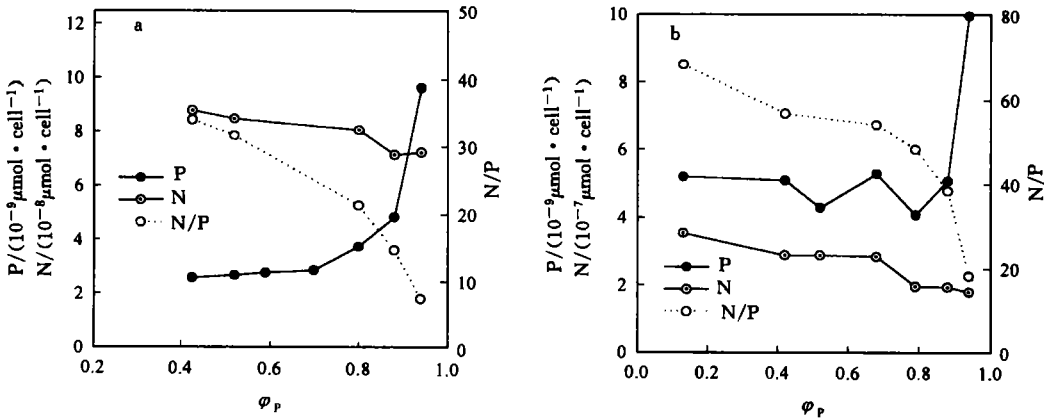 a
P/(10⁻⁹μmol•cell⁻¹)
N/(10⁻⁸μmol•cell⁻¹)
12
10
8
6
4
2
0
P
N
N/P
50
40
30
20
10
0
N/P
0.2
0.4
0.6
0.8
1.0
φP
b
P/(10⁻⁹μmol•cell⁻¹)
N/(10⁻⁷μmol•cell⁻¹)
10
8
6
4
2
0
P
N
N/P
80
60
40
20
0
N/P
0.0
0.2
0.4
0.6
0.8
1.0
φP